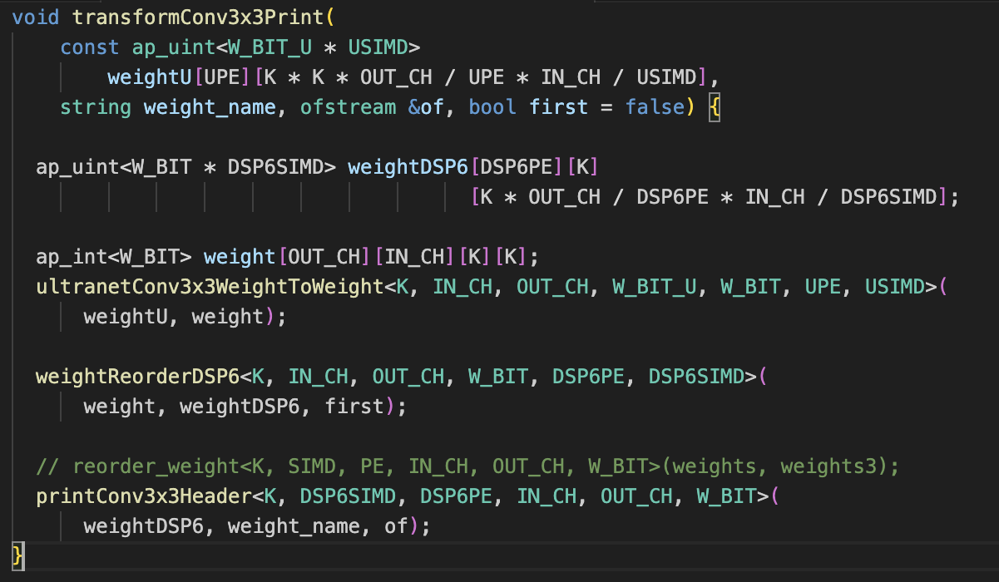 void transformConv3x3Print(
    const ap_uint<W_BIT_U * USIMD>
        weightU[UPE][K * K * OUT_CH / UPE * IN_CH / USIMD],
    string weight_name, ofstream &of, bool first = false) {

  ap_uint<W_BIT * DSP6SIMD> weightDSP6[DSP6PE][K]
                                      [K * OUT_CH / DSP6PE * IN_CH / DSP6SIMD];

  ap_int<W_BIT> weight[OUT_CH][IN_CH][K][K];
  ultranetConv3x3WeightToWeight<K, IN_CH, OUT_CH, W_BIT_U, W_BIT, UPE, USIMD>(
      weightU, weight);

  weightReorderDSP6<K, IN_CH, OUT_CH, W_BIT, DSP6PE, DSP6SIMD>(
      weight, weightDSP6, first);

  // reorder_weight<K, SIMD, PE, IN_CH, OUT_CH, W_BIT>(weights, weights3);
  printConv3x3Header<K, DSP6SIMD, DSP6PE, IN_CH, OUT_CH, W_BIT>(
      weightDSP6, weight_name, of);
}